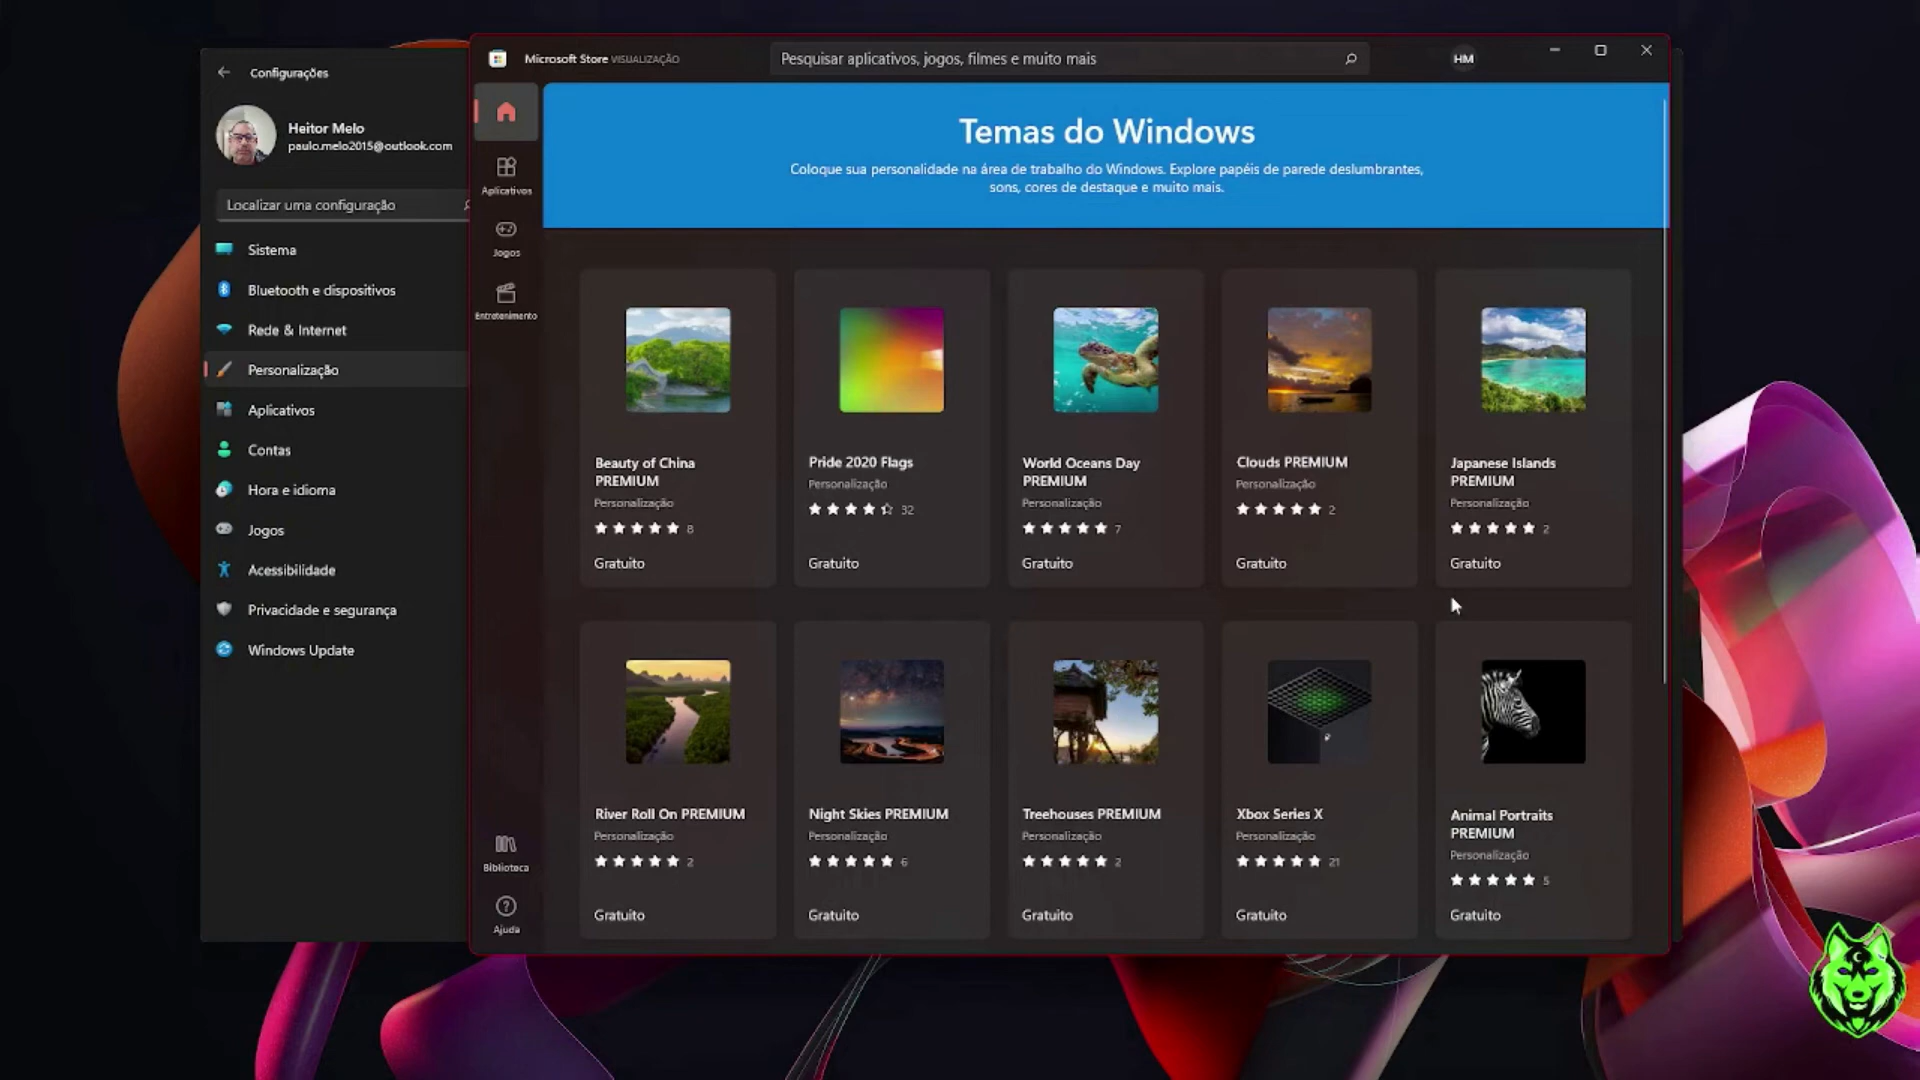 Configurações
Heitor Melo
paulo.melo2015@outlook.com
Localizar uma configuração
Sistema
Bluetooth e dispositivos
Rede & Internet
Personalização
Aplicativos
Contas
Hora e idioma
Jogos
Acessibilidade
Privacidade e segurança
Windows Update
Microsoft Store VISUALIZAÇÃO
Pesquisar aplicativos, jogos, filmes e muito mais
HM
Aplicativos
Jogos
Entretenimento
Biblioteca
Ajuda
Temas do Windows
Coloque sua personalidade na área de trabalho do Windows. Explore papéis de parede deslumbrantes,
sons, cores de destaque e muito mais.
Beauty of China
PREMIUM
Personalização
8
Gratuito
Pride 2020 Flags
Personalização
32
Gratuito
World Oceans Day
PREMIUM
Personalização
7
Gratuito
Clouds PREMIUM
Personalização
2
Gratuito
Japanese Islands
PREMIUM
Personalização
2
Gratuito
River Roll On PREMIUM
Personalização
2
Gratuito
Night Skies PREMIUM
Personalização
6
Gratuito
Treehouses PREMIUM
Personalização
2
Gratuito
Xbox Series X
Personalização
21
Gratuito
Animal Portraits
PREMIUM
Personalização
5
Gratuito